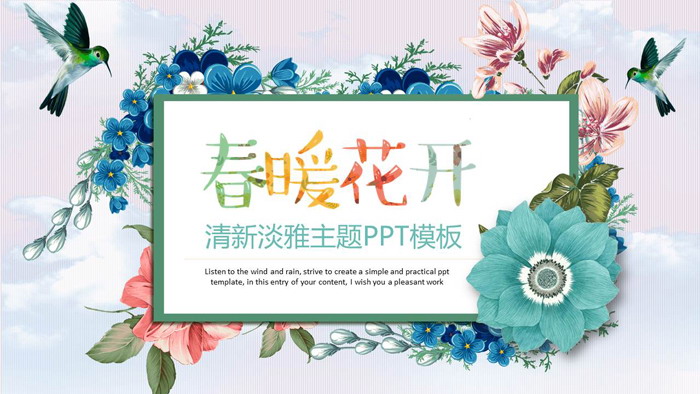 春暖花开
清新淡雅主题PPT模板
Listen to the wind and rain, strive to create a simple and practical ppt
template, in this entry of your content, I wish you a pleasant work